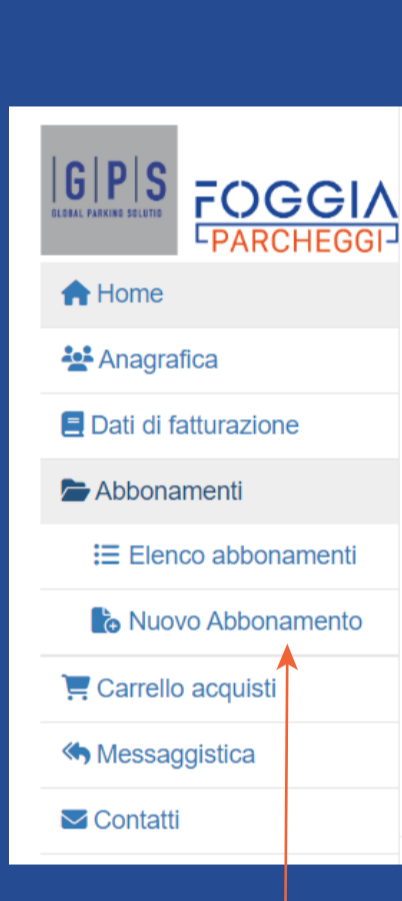 |G|P|S
GLOBAL PARKING SOLUTIO
FOGGIA
PARCHEGGI
Home
Anagrafica
Dati di fatturazione
Abbonamenti
Elenco abbonamenti
Nuovo Abbonamento
Carrello acquisti
Messaggistica
Contatti